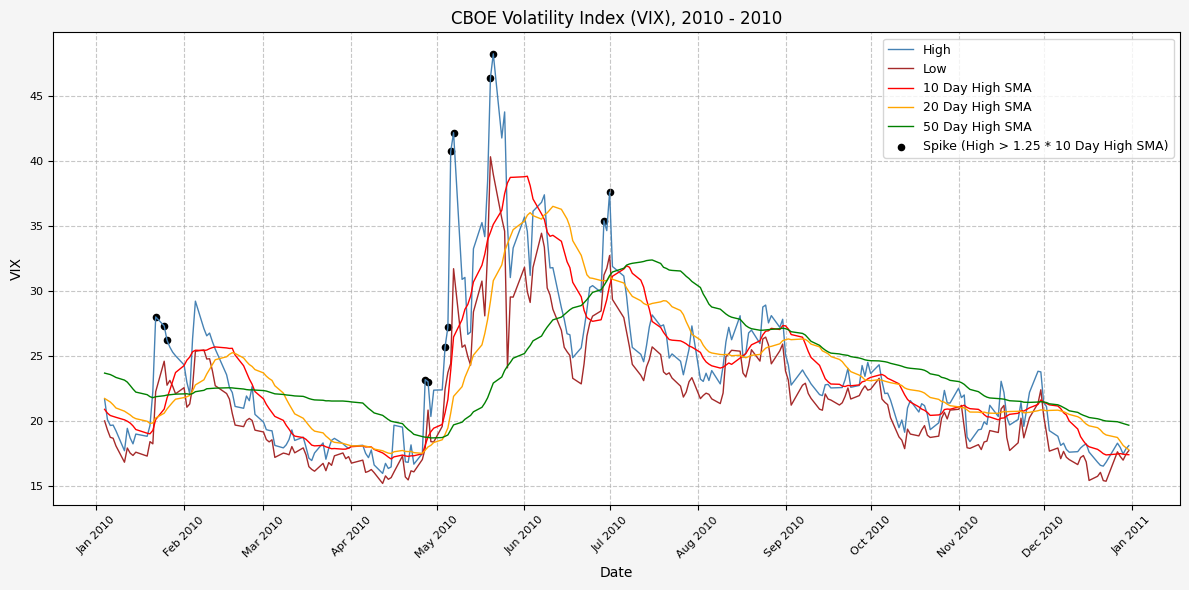 CBOE Volatility Index (VIX), 2010 - 2010
High
Low
10 Day High SMA
20 Day High SMA
50 Day High SMA
Spike (High > 1.25 * 10 Day High SMA)
VIX
45
40
35
30
25
20
15
Jan 2010
Feb 2010
Mar 2010
Apr 2010
May 2010
Jun 2010
Jul 2010
Aug 2010
Sep 2010
Oct 2010
Nov 2010
Dec 2010
Jan 2011
Date